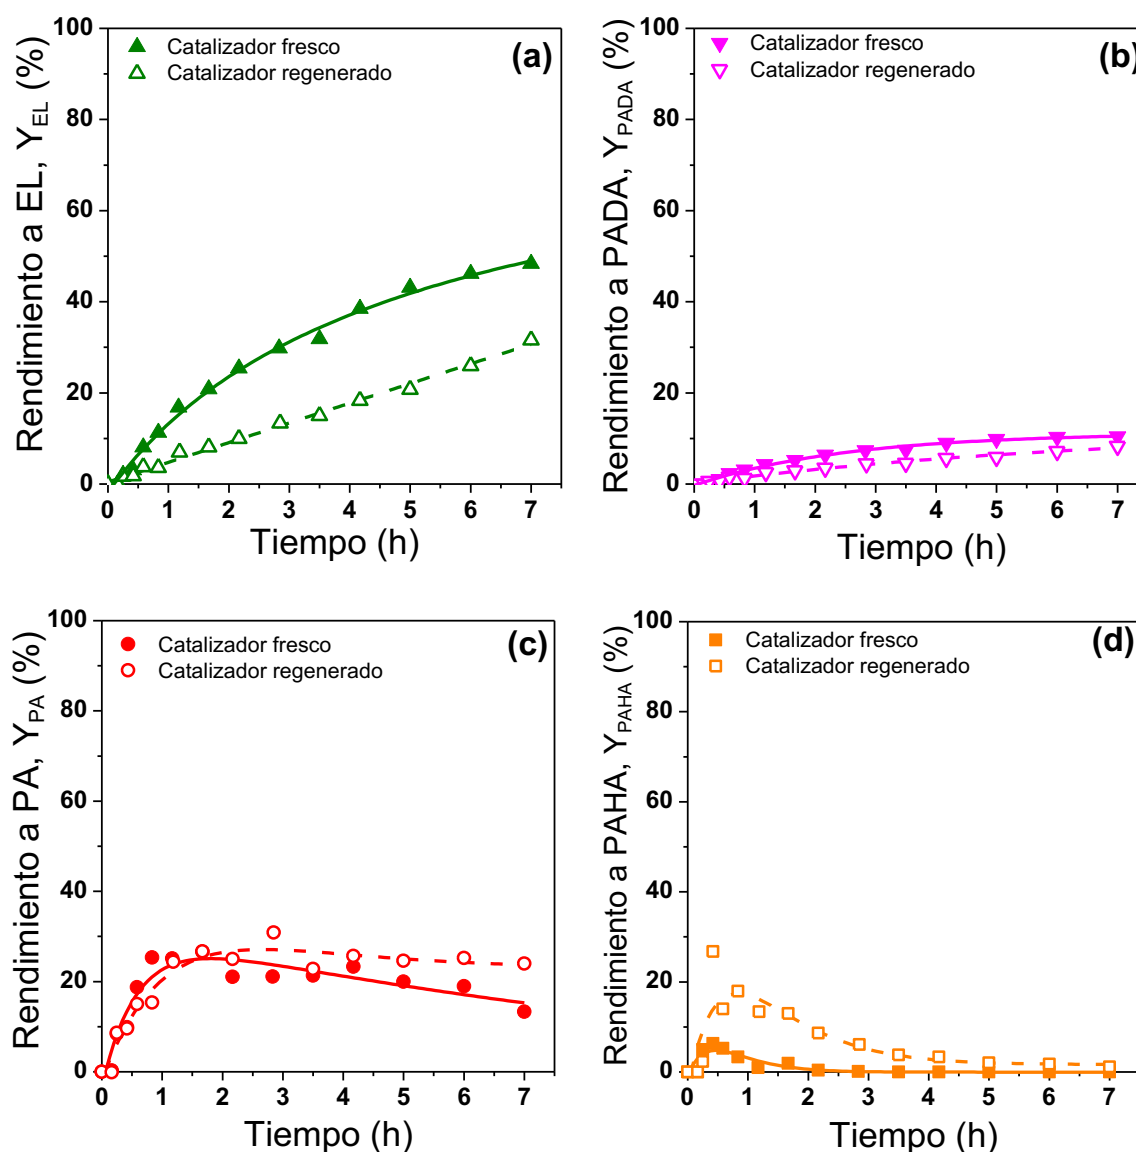 Rendimiento a EL, Y_EL (%)
100
80
60
40
20
0
Catalizador fresco
Catalizador regenerado
(a)
0 1 2 3 4 5 6 7
Tiempo (h)
Rendimiento a PADA, Y_PADA (%)
100
80
60
40
20
0
Catalizador fresco
Catalizador regenerado
(b)
0 1 2 3 4 5 6 7
Tiempo (h)
Rendimiento a PA, Y_PA (%)
100
80
60
40
20
0
Catalizador fresco
Catalizador regenerado
(c)
0 1 2 3 4 5 6 7
Tiempo (h)
Rendimiento a PAHA, Y_PAHA (%)
100
80
60
40
20
0
Catalizador fresco
Catalizador regenerado
(d)
0 1 2 3 4 5 6 7
Tiempo (h)